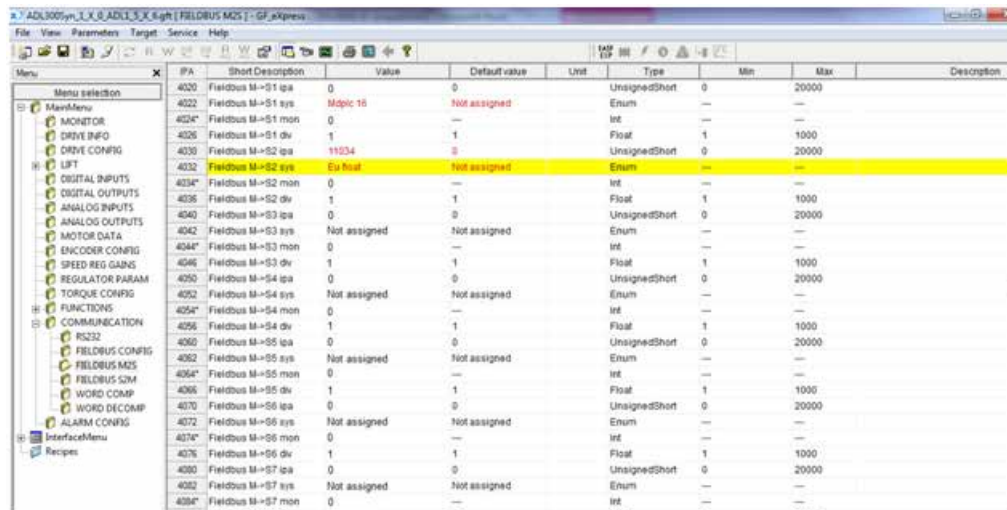 ADL300Syn_1_X_0_ADL1_5_X_6.gft [ FIELDBUS M2S ] - GF_eXpress
File View Parameters Target Service Help
Menu
Menu selection
MainMenu
MONITOR
DRIVE INFO
DRIVE CONFIG
LIFT
DIGITAL INPUTS
DIGITAL OUTPUTS
ANALOG INPUTS
ANALOG OUTPUTS
MOTOR DATA
ENCODER CONFIG
SPEED REG GAINS
REGULATOR PARAM
TORQUE CONFIG
FUNCTIONS
COMMUNICATION
RS232
FIELDBUS CONFIG
FIELDBUS M2S
FIELDBUS S2M
WORD COMP
WORD DECOMP
ALARM CONFIG
InterfaceMenu
Recipes
IPA Short Description Value Default value Unit Type Min Max Description
4020 Fieldbus M->S1 ipa 0 0 UnsignedShort 0 20000
4022 Fieldbus M->S1 sys Mdplc 16 Not assigned Enum --- ---
4024* Fieldbus M->S1 mon 0 --- Int --- ---
4026 Fieldbus M->S1 div 1 1 Float 1 1000
4030 Fieldbus M->S2 ipa 11034 0 UnsignedShort 0 20000
4032 Fieldbus M->S2 sys Eu float Not assigned Enum --- ---
4034* Fieldbus M->S2 mon 0 --- Int --- ---
4036 Fieldbus M->S2 div 1 1 Float 1 1000
4040 Fieldbus M->S3 ipa 0 0 UnsignedShort 0 20000
4042 Fieldbus M->S3 sys Not assigned Not assigned Enum --- ---
4044* Fieldbus M->S3 mon 0 --- Int --- ---
4046 Fieldbus M->S3 div 1 1 Float 1 1000
4050 Fieldbus M->S4 ipa 0 0 UnsignedShort 0 20000
4052 Fieldbus M->S4 sys Not assigned Not assigned Enum --- ---
4054* Fieldbus M->S4 mon 0 --- Int --- ---
4056 Fieldbus M->S4 div 1 1 Float 1 1000
4060 Fieldbus M->S5 ipa 0 0 UnsignedShort 0 20000
4062 Fieldbus M->S5 sys Not assigned Not assigned Enum --- ---
4064* Fieldbus M->S5 mon 0 --- Int --- ---
4066 Fieldbus M->S5 div 1 1 Float 1 1000
4070 Fieldbus M->S6 ipa 0 0 UnsignedShort 0 20000
4072 Fieldbus M->S6 sys Not assigned Not assigned Enum --- ---
4074* Fieldbus M->S6 mon 0 --- Int --- ---
4076 Fieldbus M->S6 div 1 1 Float 1 1000
4080 Fieldbus M->S7 ipa 0 0 UnsignedShort 0 20000
4082 Fieldbus M->S7 sys Not assigned Not assigned Enum --- ---
4084* Fieldbus M->S7 mon 0 --- Int --- ---